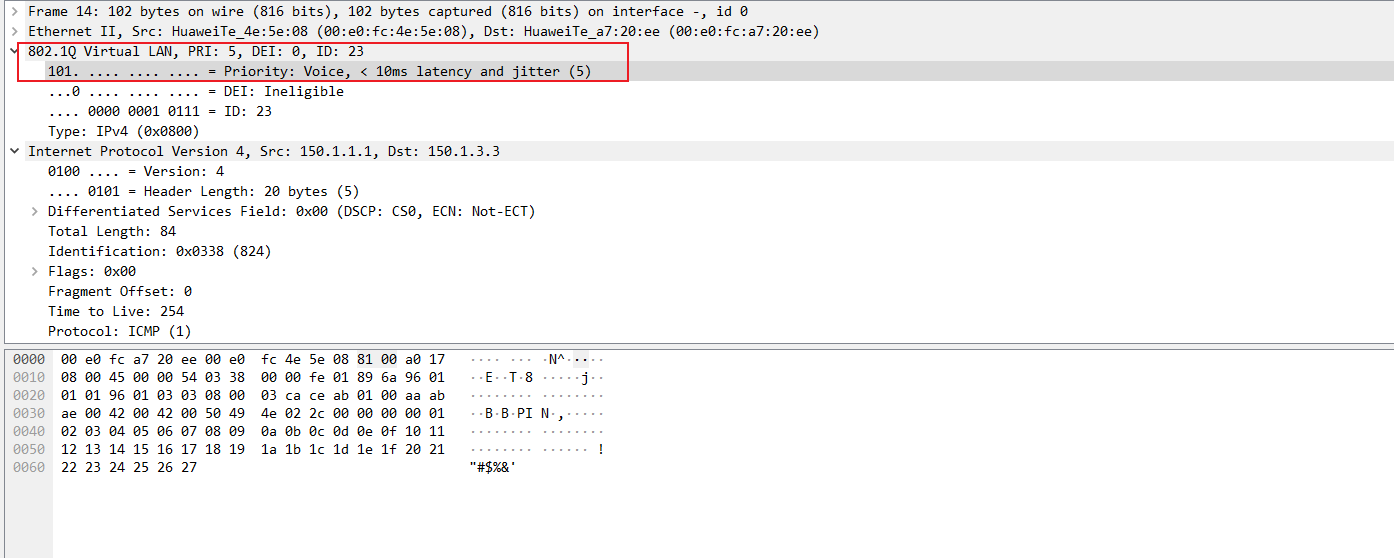 Frame 14: 102 bytes on wire (816 bits), 102 bytes captured (816 bits) on interface -, id 0
Ethernet II, Src: HuaweiTe_4e:5e:08 (00:e0:fc:4e:5e:08), Dst: HuaweiTe_a7:20:ee (00:e0:fc:a7:20:ee)
802.1Q Virtual LAN, PRI: 5, DEI: 0, ID: 23
101. .... .... .... = Priority: Voice, < 10ms latency and jitter (5)
...0 .... .... .... = DEI: Ineligible
.... 0000 0001 0111 = ID: 23
Type: IPv4 (0x0800)
Internet Protocol Version 4, Src: 150.1.1.1, Dst: 150.1.3.3
0100 .... = Version: 4
.... 0101 = Header Length: 20 bytes (5)
Differentiated Services Field: 0x00 (DSCP: CS0, ECN: Not-ECT)
Total Length: 84
Identification: 0x0338 (824)
Flags: 0x00
Fragment Offset: 0
Time to Live: 254
Protocol: ICMP (1)
0000 00 e0 fc a7 20 ee 00 e0 fc 4e 5e 08 81 00 a0 17 ···· ··· ·N^·····
0010 08 00 45 00 00 54 03 38 00 00 fe 01 89 6a 96 01 ··E··T·8 ·····j··
0020 01 01 96 01 03 03 08 00 03 ca ce ab 01 00 aa ab ········ ········
0030 ae 00 42 00 42 00 50 49 4e 02 2c 00 00 00 00 01 ··B·B·PI N·,·····
0040 02 03 04 05 06 07 08 09 0a 0b 0c 0d 0e 0f 10 11 ········ ········
0050 12 13 14 15 16 17 18 19 1a 1b 1c 1d 1e 1f 20 21 ········ ······ !
0060 22 23 24 25 26 27 "#$%&'